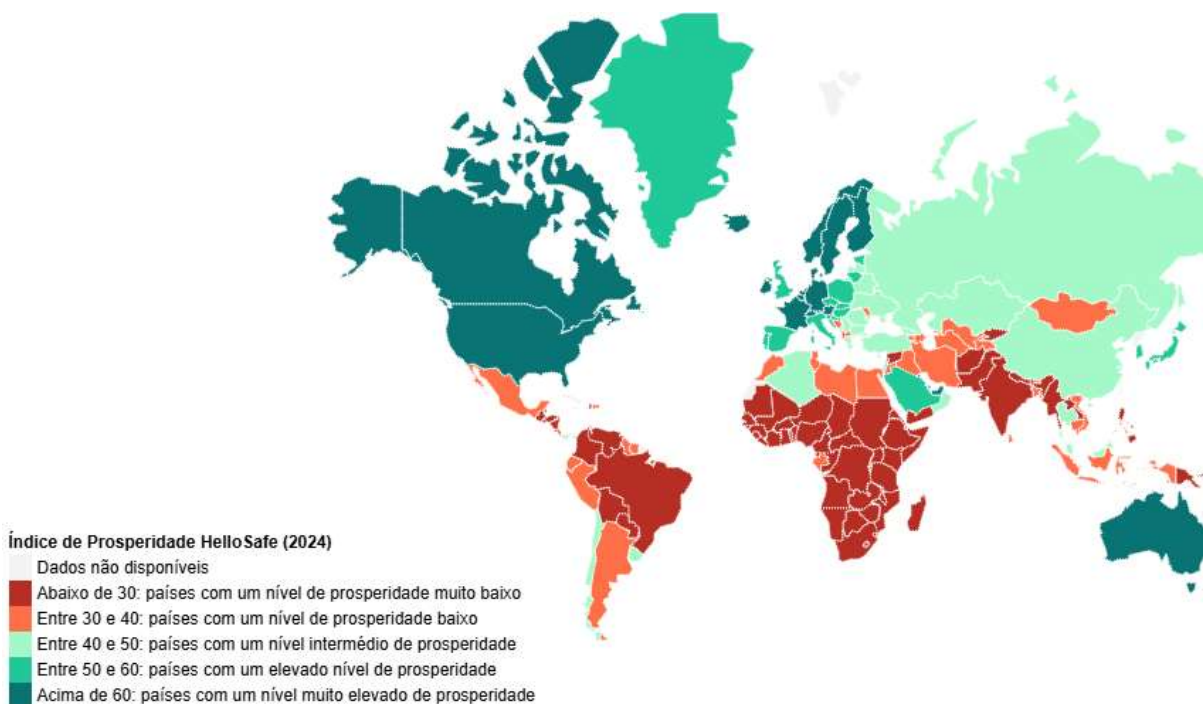 Índice de Prosperidade HelloSafe (2024)
Dados não disponíveis
Abaixo de 30: países com um nível de prosperidade muito baixo
Entre 30 e 40: países com um nível de prosperidade baixo
Entre 40 e 50: países com um nível intermédio de prosperidade
Entre 50 e 60: países com um elevado nível de prosperidade
Acima de 60: países com um nível muito elevado de prosperidade